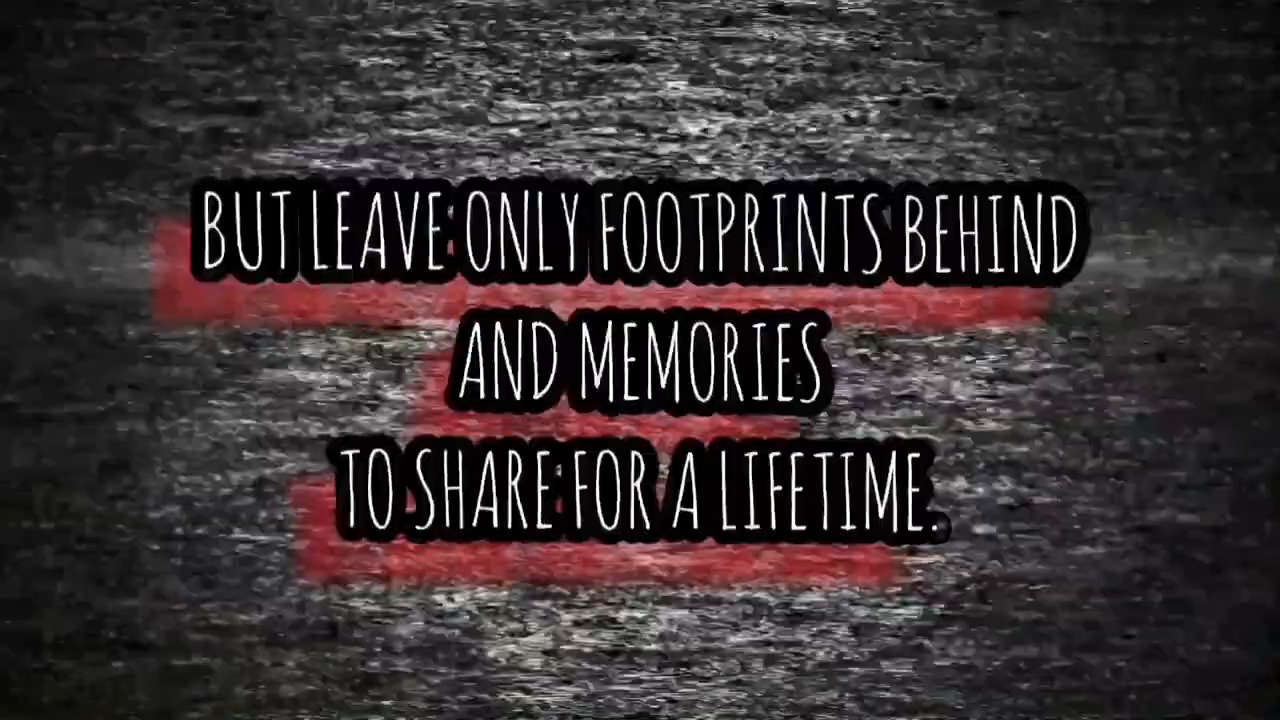 BUT LEAVE ONLY FOOTPRINTS BEHIND
AND MEMORIES
TO SHARE FOR A LIFETIME.